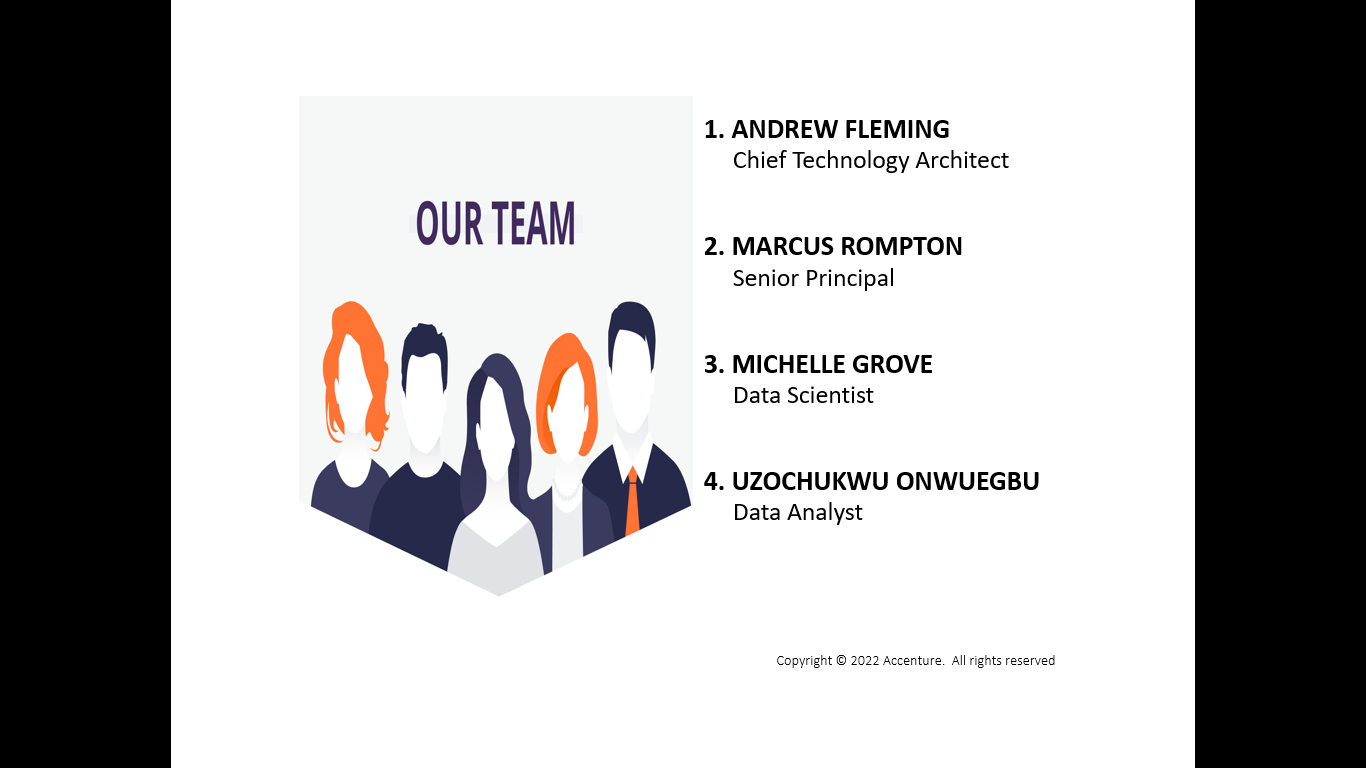 OUR TEAM
1. ANDREW FLEMING
Chief Technology Architect
2. MARCUS ROMPTON
Senior Principal
3. MICHELLE GROVE
Data Scientist
4. UZOCHUKWU ONWUEGBU
Data Analyst
Copyright © 2022 Accenture.  All rights reserved